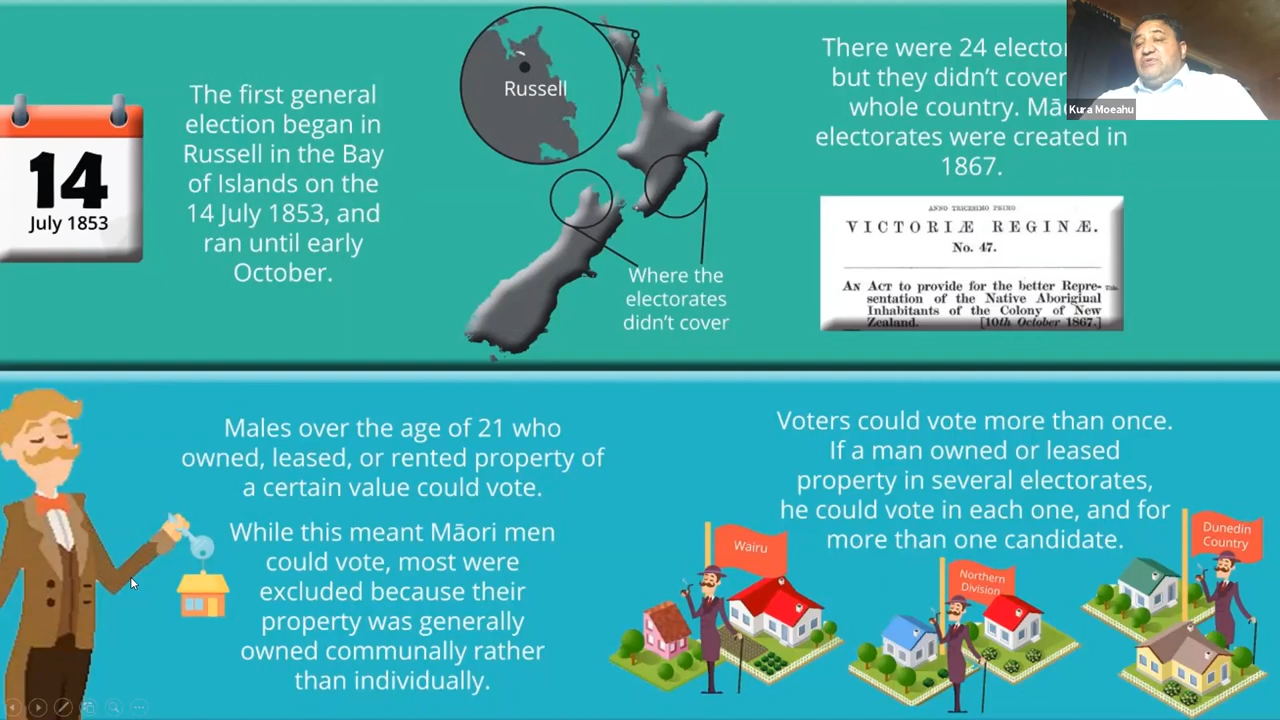 14
July 1853
The first general
election began in
Russell in the Bay
of Islands on the
14 July 1853, and
ran until early
October.
Russell
Where the
electorates
didn't cover
There were 24
but they didn't cover
whole country.
electorates were created in
1867.
Kura Moeahu
ANNO TRICESIMO PRIMO
VICTORIÆ REGINÆ.
No. 47.
AN ACT to provide for the better Repre-
sentation of the Native Aboriginal
Inhabitants of the Colony of New
Zealand. [10th October 1867.]
Title.
Males over the age of 21 who
owned, leased, or rented property of
a certain value could vote.
While this meant Māori men
could vote, most were
excluded because their
property was generally
owned communally rather
than individually.
Voters could vote more than once.
If a man owned or leased
property in several electorates,
he could vote in each one, and for
more than one candidate.
Wairu
Northern
Division
Dunedin
Country